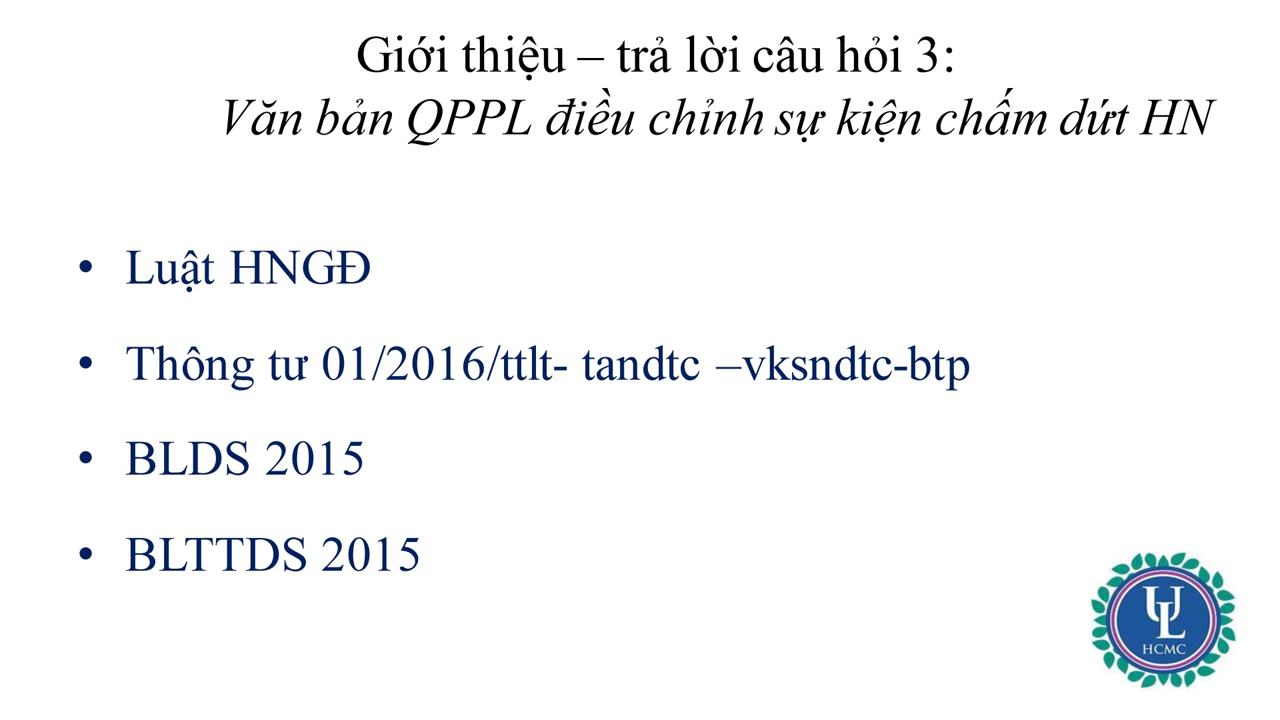 Giới thiệu – trả lời câu hỏi 3:
Văn bản QPPL điều chỉnh sự kiện chấm dứt HN
• Luật HNGĐ
• Thông tư 01/2016/ttlt- tandtc –vksndtc-btp
• BLDS 2015
• BLTTDS 2015
UL
HCMC